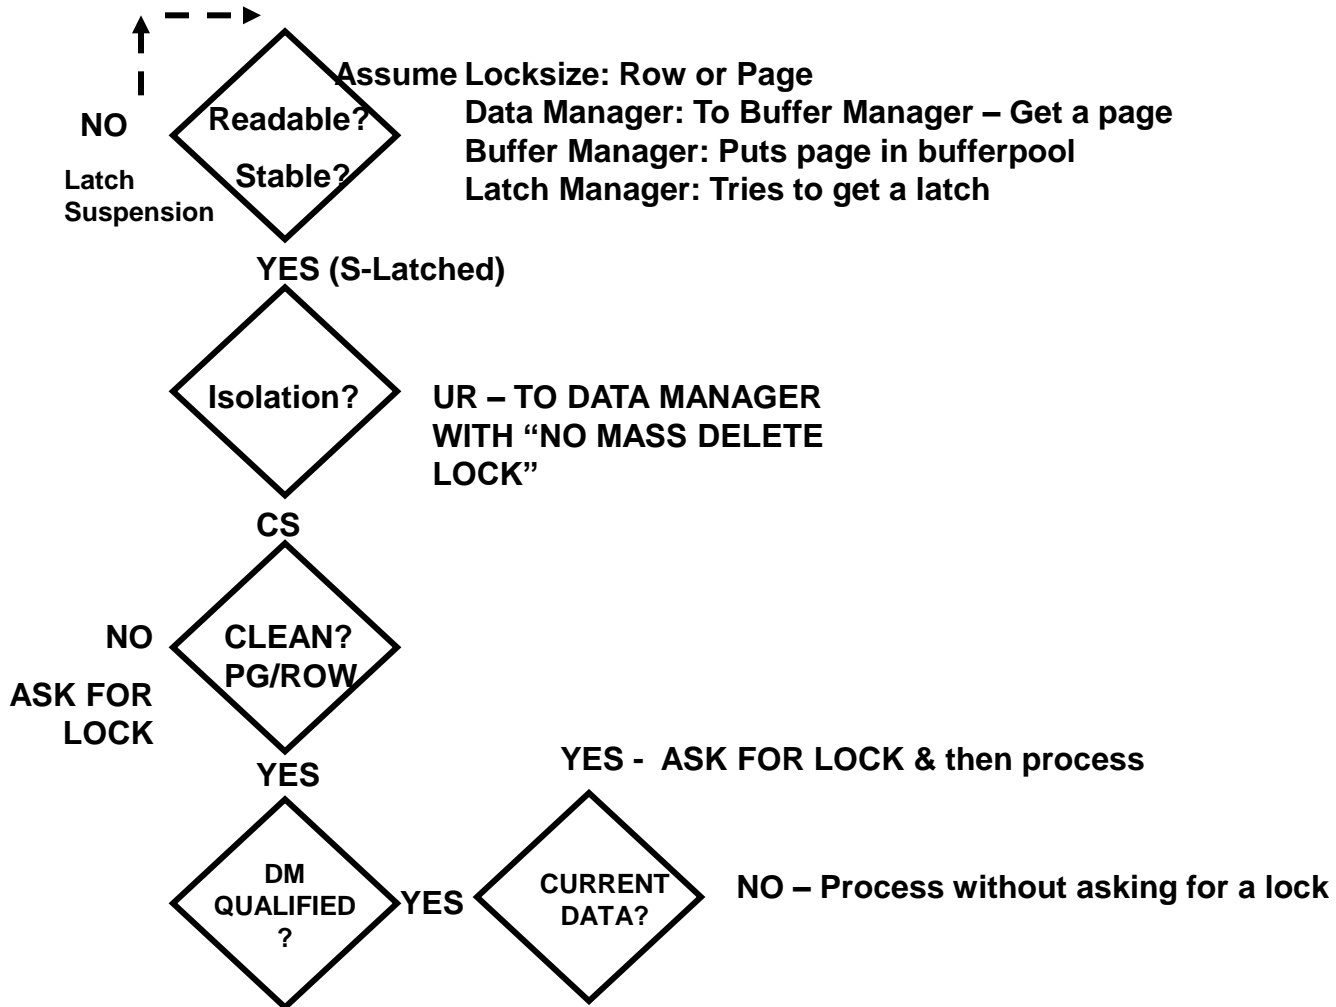 Assume Locksize: Row or Page
Data Manager: To Buffer Manager – Get a page
Buffer Manager: Puts page in bufferpool
Latch Manager: Tries to get a latch
Readable?
Stable?
NO
Latch
Suspension
YES (S-Latched)
Isolation?
UR – TO DATA MANAGER
WITH “NO MASS DELETE
LOCK”
CS
CLEAN?
PG/ROW
NO
ASK FOR
LOCK
YES
DM
QUALIFIED
?
YES
CURRENT
DATA?
YES -  ASK FOR LOCK & then process
NO – Process without asking for a lock